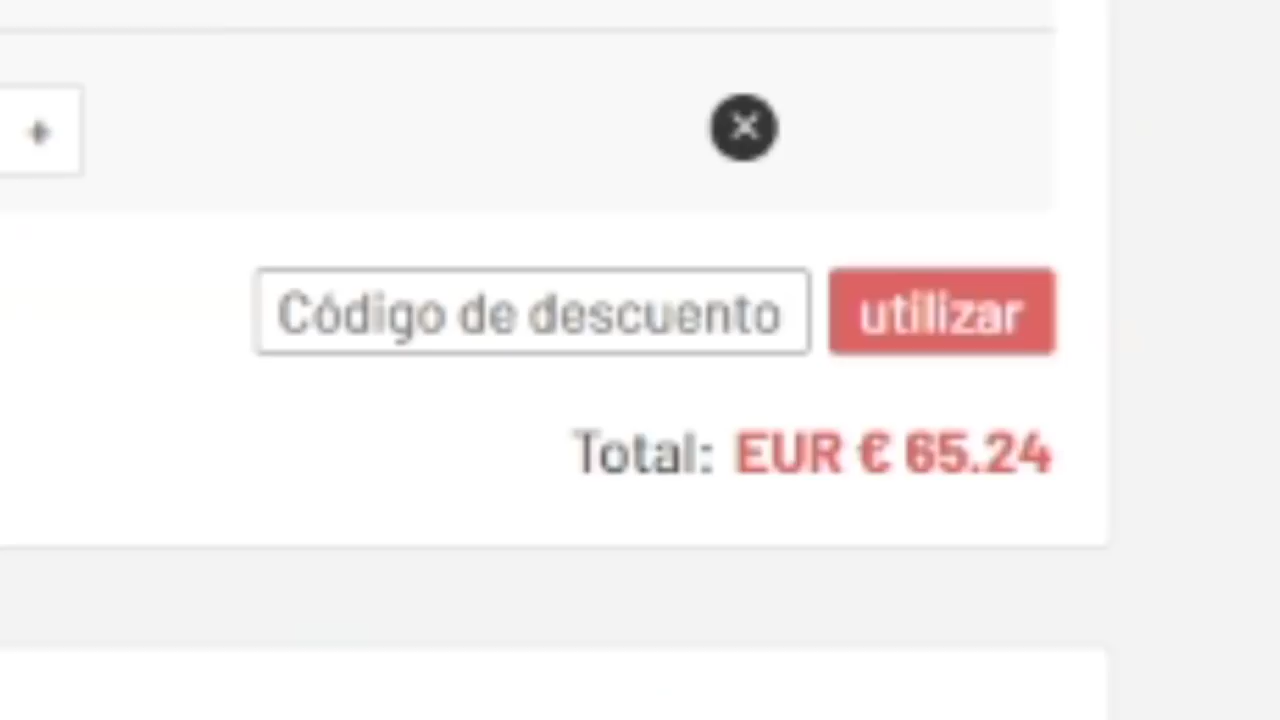 +
Código de descuento utilizar
Total: EUR € 65.24